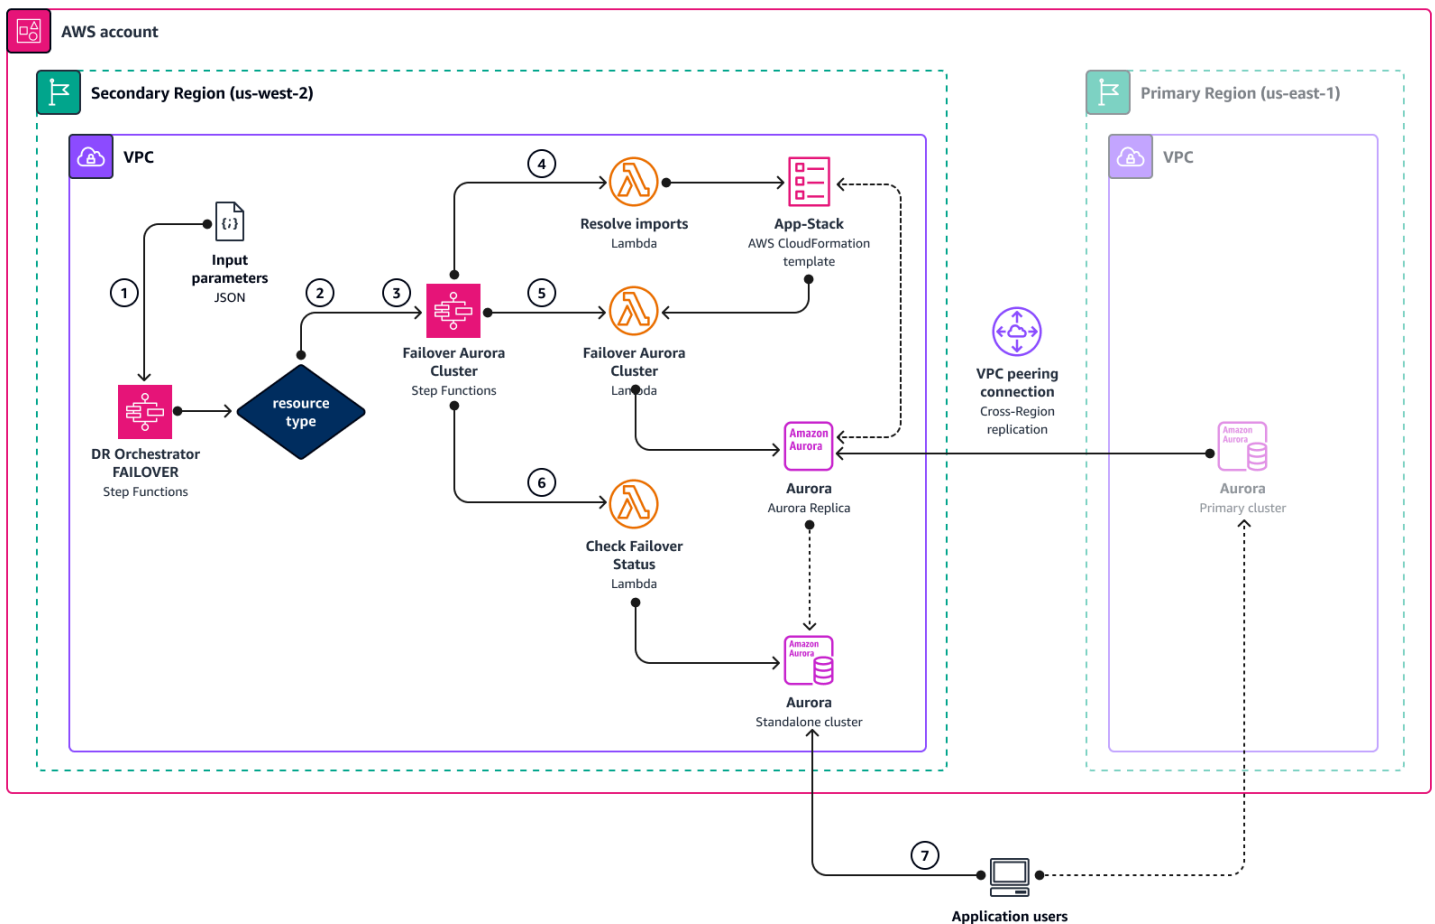 AWS account
Secondary Region (us-west-2)
Primary Region (us-east-1)
VPC
VPC
4
{;}
Resolve imports
Lambda
App-Stack
AWS CloudFormation
template
Input
parameters
JSON
1
2
3
5
Failover Aurora
Cluster
Step Functions
Failover Aurora
Cluster
Lambda
VPC peering
connection
Cross-Region
replication
resource
type
DR Orchestrator
FAILOVER
Step Functions
Amazon
Aurora
Aurora
Aurora Replica
Amazon
Aurora
Aurora
Primary cluster
6
Check Failover
Status
Lambda
Amazon
Aurora
Aurora
Standalone cluster
7
Application users